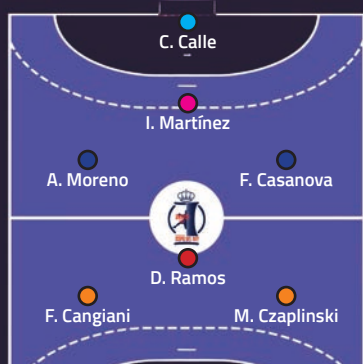 C. Calle
I. Martínez
A. Moreno
F. Casanova
D. Ramos
F. Cangiani
M. Czaplinski